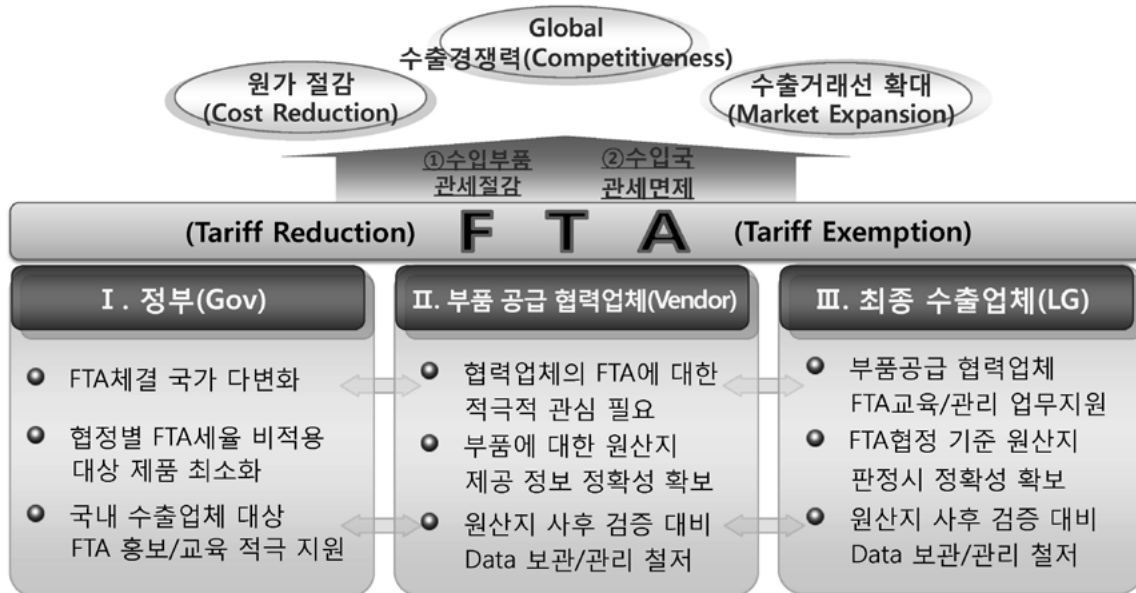 Global
수출경쟁력(Competitiveness)
원가 절감
(Cost Reduction)
수출거래선 확대
(Market Expansion)
①수입부품
관세절감
②수입국
관세면제
(Tariff Reduction) F T A (Tariff Exemption)
Ⅰ. 정부(Gov)
FTA체결 국가 다변화
협정별 FTA세율 비적용
대상 제품 최소화
국내 수출업체 대상
FTA 홍보/교육 적극 지원
Ⅱ. 부품 공급 협력업체(Vendor)
협력업체의 FTA에 대한
적극적 관심 필요
부품에 대한 원산지
제공 정보 정확성 확보
원산지 사후 검증 대비
Data 보관/관리 철저
Ⅲ. 최종 수출업체(LG)
부품공급 협력업체
FTA교육/관리 업무지원
FTA협정 기준 원산지
판정시 정확성 확보
원산지 사후 검증 대비
Data 보관/관리 철저